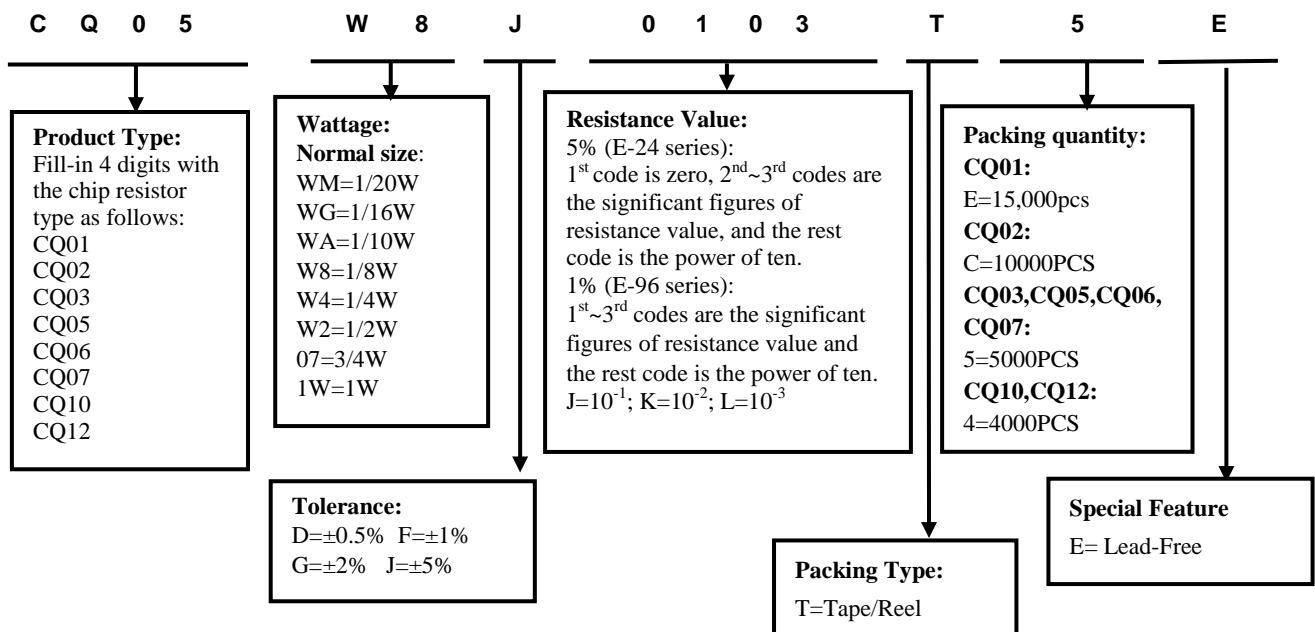 C Q 0 5 W 8 J 0 1 0 3 T 5 E
Product Type:
Fill-in 4 digits with
the chip resistor
type as follows:
CQ01
CQ02
CQ03
CQ05
CQ06
CQ07
CQ10
CQ12
Wattage:
Normal size:
WM=1/20W
WG=1/16W
WA=1/10W
W8=1/8W
W4=1/4W
W2=1/2W
07=3/4W
1W=1W
Tolerance:
D=±0.5% F=±1%
G=±2% J=±5%
Resistance Value:
5% (E-24 series):
1st code is zero, 2nd~3rd codes are
the significant figures of
resistance value, and the rest
code is the power of ten.
1% (E-96 series):
1st~3rd codes are the significant
figures of resistance value and
the rest code is the power of ten.
J=10-1; K=10-2; L=10-3
Packing Type:
T=Tape/Reel
Packing quantity:
CQ01:
E=15,000pcs
CQ02:
C=10000PCS
CQ03,CQ05,CQ06,
CQ07:
5=5000PCS
CQ10,CQ12:
4=4000PCS
Special Feature
E= Lead-Free